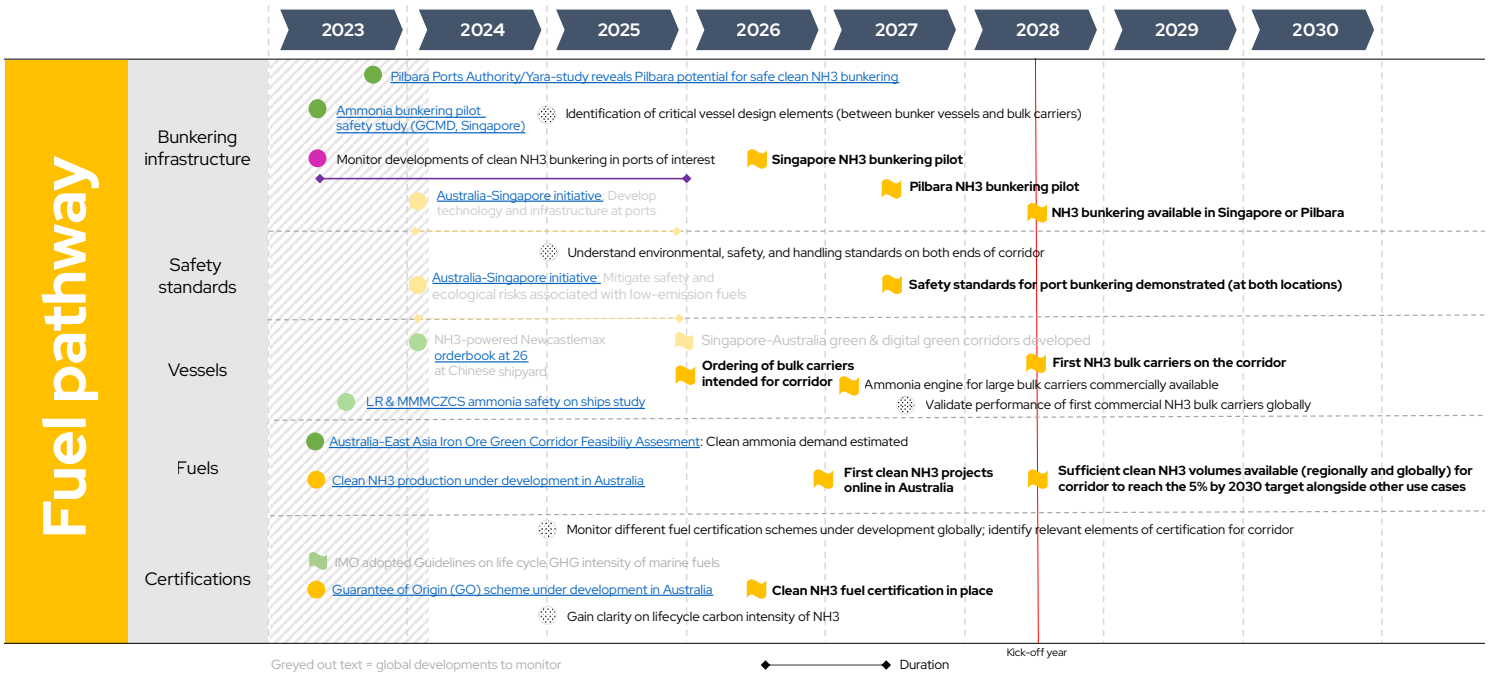 2023 2024 2025 2026 2027 2028 2029 2030
Fuel pathway
Bunkering
infrastructure
Pilbara Ports Authority/Yara-study reveals Pilbara potential for safe clean NH3 bunkering
Ammonia bunkering pilot
safety study (GCMD, Singapore)
Identification of critical vessel design elements (between bunker vessels and bulk carriers)
Monitor developments of clean NH3 bunkering in ports of interest
Singapore NH3 bunkering pilot
Pilbara NH3 bunkering pilot
Australia-Singapore initiative: Develop
technology and infrastructure at ports
NH3 bunkering available in Singapore or Pilbara
Safety
standards
Understand environmental, safety, and handling standards on both ends of corridor
Australia-Singapore initiative: Mitigate safety and
ecological risks associated with low-emission fuels
Safety standards for port bunkering demonstrated (at both locations)
Vessels
NH3-powered Newcastlemax
orderbook at 26
at Chinese shipyard
Singapore-Australia green & digital green corridors developed
Ordering of bulk carriers
intended for corridor
First NH3 bulk carriers on the corridor
Ammonia engine for large bulk carriers commercially available
LR & MMMCZCS ammonia safety on ships study
Validate performance of first commercial NH3 bulk carriers globally
Fuels
Australia-East Asia Iron Ore Green Corridor Feasibiliy Assesment: Clean ammonia demand estimated
Clean NH3 production under development in Australia
First clean NH3 projects
online in Australia
Sufficient clean NH3 volumes available (regionally and globally) for
corridor to reach the 5% by 2030 target alongside other use cases
Certifications
Monitor different fuel certification schemes under development globally; identify relevant elements of certification for corridor
IMO adopted Guidelines on life cycle GHG intensity of marine fuels
Guarantee of Origin (GO) scheme under development in Australia
Clean NH3 fuel certification in place
Gain clarity on lifecycle carbon intensity of NH3
Kick-off year
Greyed out text = global developments to monitor
Duration